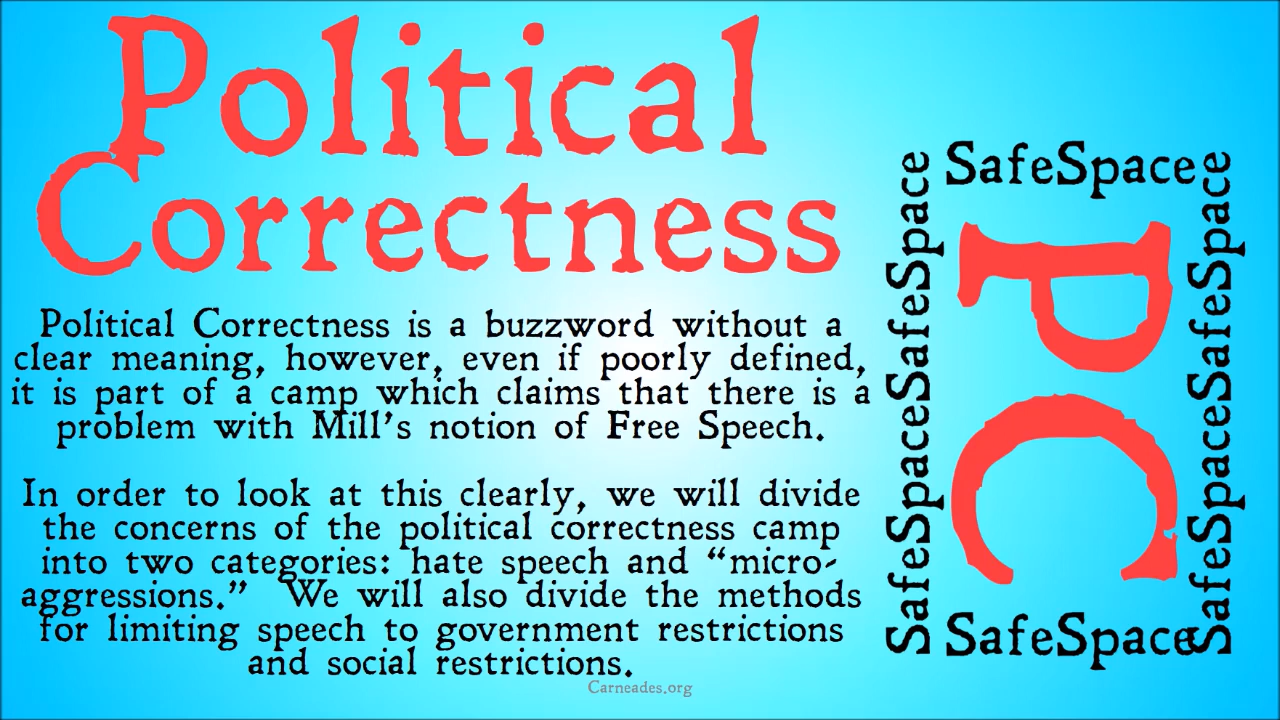 Political
Correctness
Political Correctness is a buzzword without a
clear meaning, however, even if poorly defined,
it is part of a camp which claims that there is a
problem with Mill's notion of Free Speech.
In order to look at this clearly, we will divide
the concerns of the political correctness camp
into two categories: hate speech and “micro-
aggressions.” We will also divide the methods
for limiting speech to government restrictions
and social restrictions.
Carneades.org
SafeSpace
SafeSpaceSafeSpace
PC
SafeSpaceSafeSpace
SafeSpace